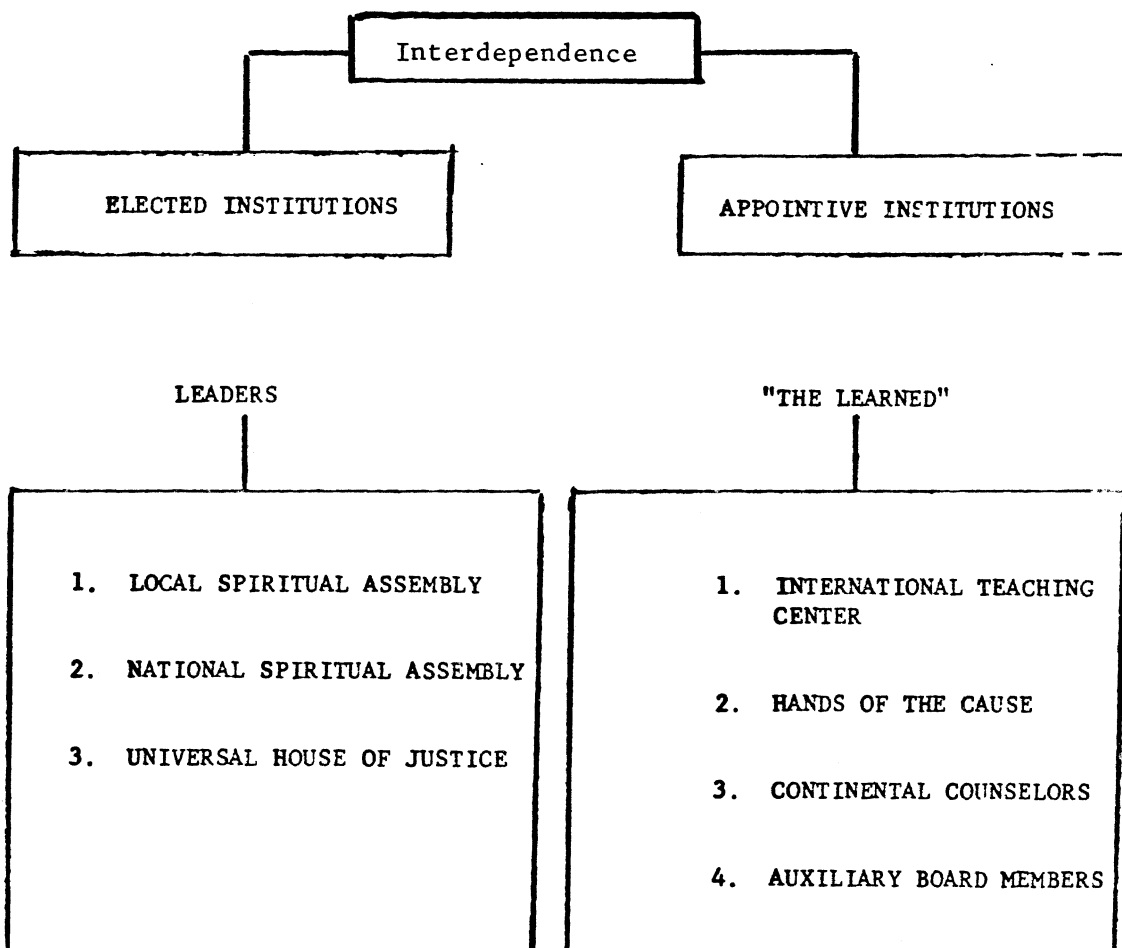 Interdependence
ELECTED INSTITUTIONS
APPOINTIVE INSTITUTIONS
LEADERS
1. LOCAL SPIRITUAL ASSEMBLY
2. NATIONAL SPIRITUAL ASSEMBLY
3. UNIVERSAL HOUSE OF JUSTICE
"THE LEARNED"
1. INTERNATIONAL TEACHING
CENTER
2. HANDS OF THE CAUSE
3. CONTINENTAL COUNSELORS
4. AUXILIARY BOARD MEMBERS